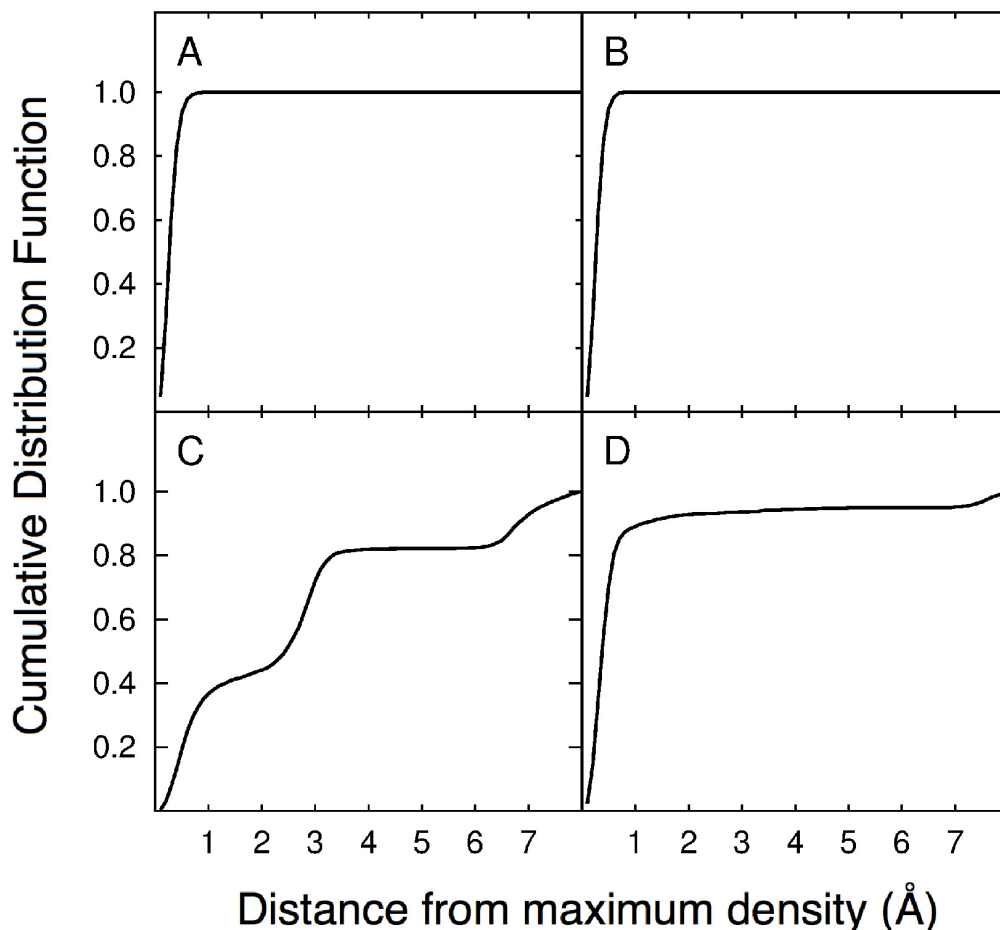 A
B
1.0
0.8
0.6
0.4
0.2
C
D
1.0
0.8
0.6
0.4
0.2
1 2 3 4 5 6 7 1 2 3 4 5 6 7
Distance from maximum density (Å)
Cumulative Distribution Function